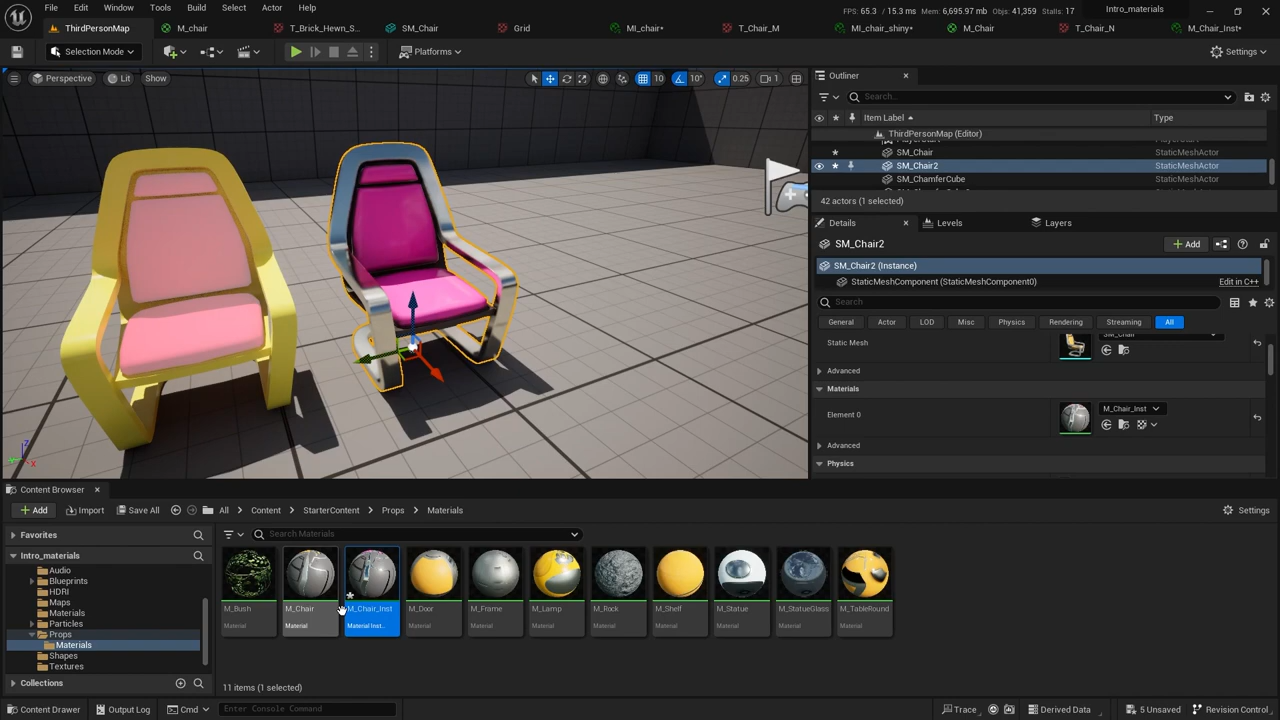 File Edit Window Tools Build Select Actor Help
FPS: 65.3 / 15.3 ms Mem: 6,695.97 mb Objs: 41,359 Stalls: 17
Intro_materials
ThirdPersonMap
M_chair
T_Brick_Hewn_S...
SM_Chair
Grid
MI_chair*
T_Chair_M
MI_chair_shiny*
M_Chair
T_Chair_N
M_Chair_Inst*
Selection Mode
Platforms
Settings
Perspective Lit Show
10 10° 0.25 1
Outliner
Search...
Item Label Type
ThirdPersonMap (Editor)
SM_Chair StaticMeshActor
SM_Chair2 StaticMeshActor
SM_ChamferCube StaticMeshActor
42 actors (1 selected)
Details Levels Layers
SM_Chair2
Add
SM_Chair2 (Instance)
StaticMeshComponent (StaticMeshComponent0) Edit in C++
Search
General Actor LOD Misc Physics Rendering Streaming All
Static Mesh
Advanced
Materials
Element 0
M_Chair_Inst
Advanced
Physics
z
x
Content Browser
Add Import Save All All Content StarterContent Props Materials Settings
Favorites
Search Materials
Intro_materials
Audio
Blueprints
HDRI
Maps
Materials
Particles
Props
Materials
Shapes
Textures
Collections
M_Bush Material
M_Chair Material
M_Chair_Inst Material Inst...
M_Door Material
M_Frame Material
M_Lamp Material
M_Rock Material
M_Shelf Material
M_Statue Material
M_StatueGlass Material
M_TableRound Material
11 items (1 selected)
Content Drawer Output Log Cmd Enter Console Command
Trace Derived Data 5 Unsaved Revision Control